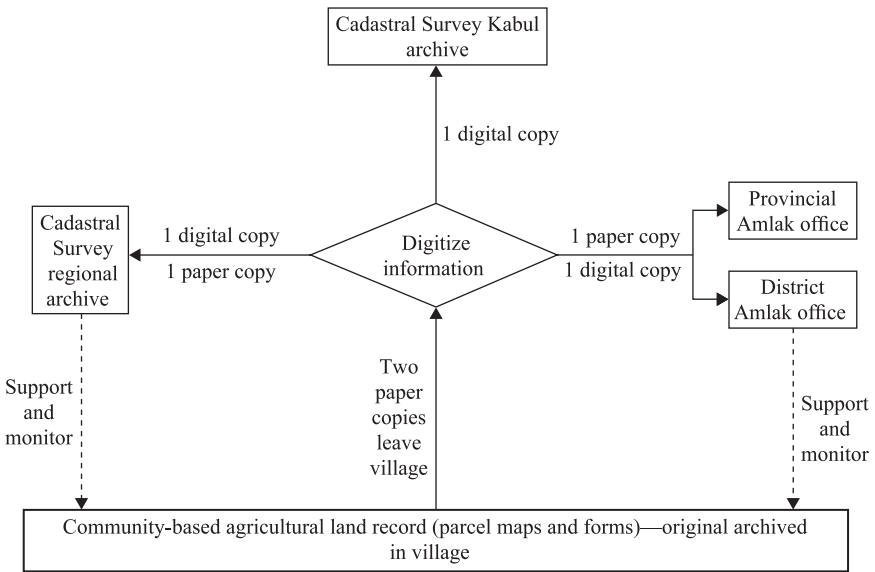 Cadastral Survey Kabul
archive
1 digital copy
Cadastral
Survey
regional
archive
1 digital copy
1 paper copy
Digitize
information
1 paper copy
1 digital copy
Provincial
Amlak office
District
Amlak office
Support
and
monitor
Two
paper
copies
leave
village
Support
and
monitor
Community-based agricultural land record (parcel maps and forms)—original archived
in village